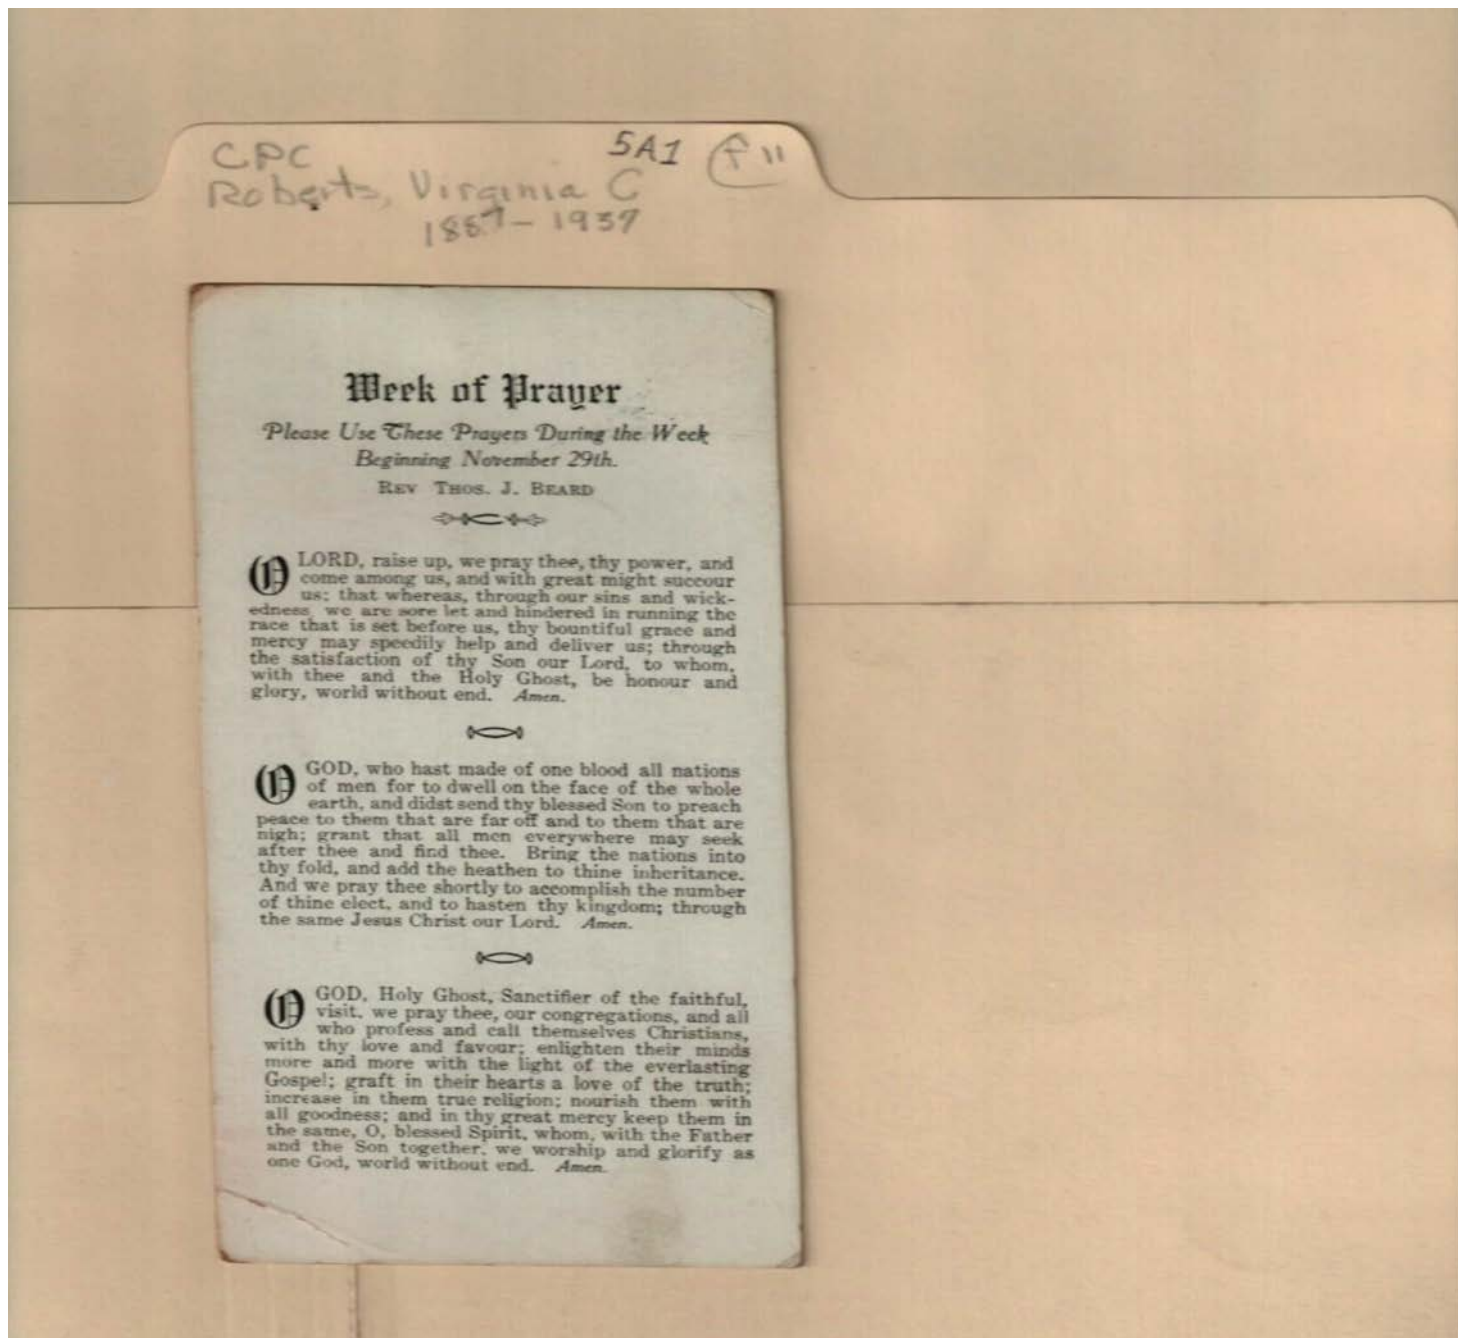 CPC 5A1 f 11
Roberts, Virginia C
1887-1937
Week of Prayer
Please Use These Prayers During the Week
Beginning November 29th.
REV THOS. J. BEARD
O LORD, raise up, we pray thee, thy power, and
come among us, and with great might succour
us; that whereas, through our sins and wick-
edness we are sore let and hindered in running the
race that is set before us, thy bountiful grace and
mercy may speedily help and deliver us; through
the satisfaction of thy Son our Lord, to whom,
with thee and the Holy Ghost, be honour and
glory, world without end. Amen.
O GOD, who hast made of one blood all nations
of men for to dwell on the face of the whole
earth, and didst send thy blessed Son to preach
peace to them that are far off and to them that are
nigh; grant that all men everywhere may seek
after thee and find thee. Bring the nations into
thy fold, and add the heathen to thine inheritance.
And we pray thee shortly to accomplish the number
of thine elect, and to hasten thy kingdom; through
the same Jesus Christ our Lord. Amen.
O GOD, Holy Ghost, Sanctifier of the faithful,
visit, we pray thee, our congregations, and all
who profess and call themselves Christians,
with thy love and favour; enlighten their minds
more and more with the light of the everlasting
Gospel; graft in their hearts a love of the truth;
increase in them true religion; nourish them with
all goodness; and in thy great mercy keep them in
the same, O, blessed Spirit, whom, with the Father
and the Son together, we worship and glorify as
one God, world without end. Amen.